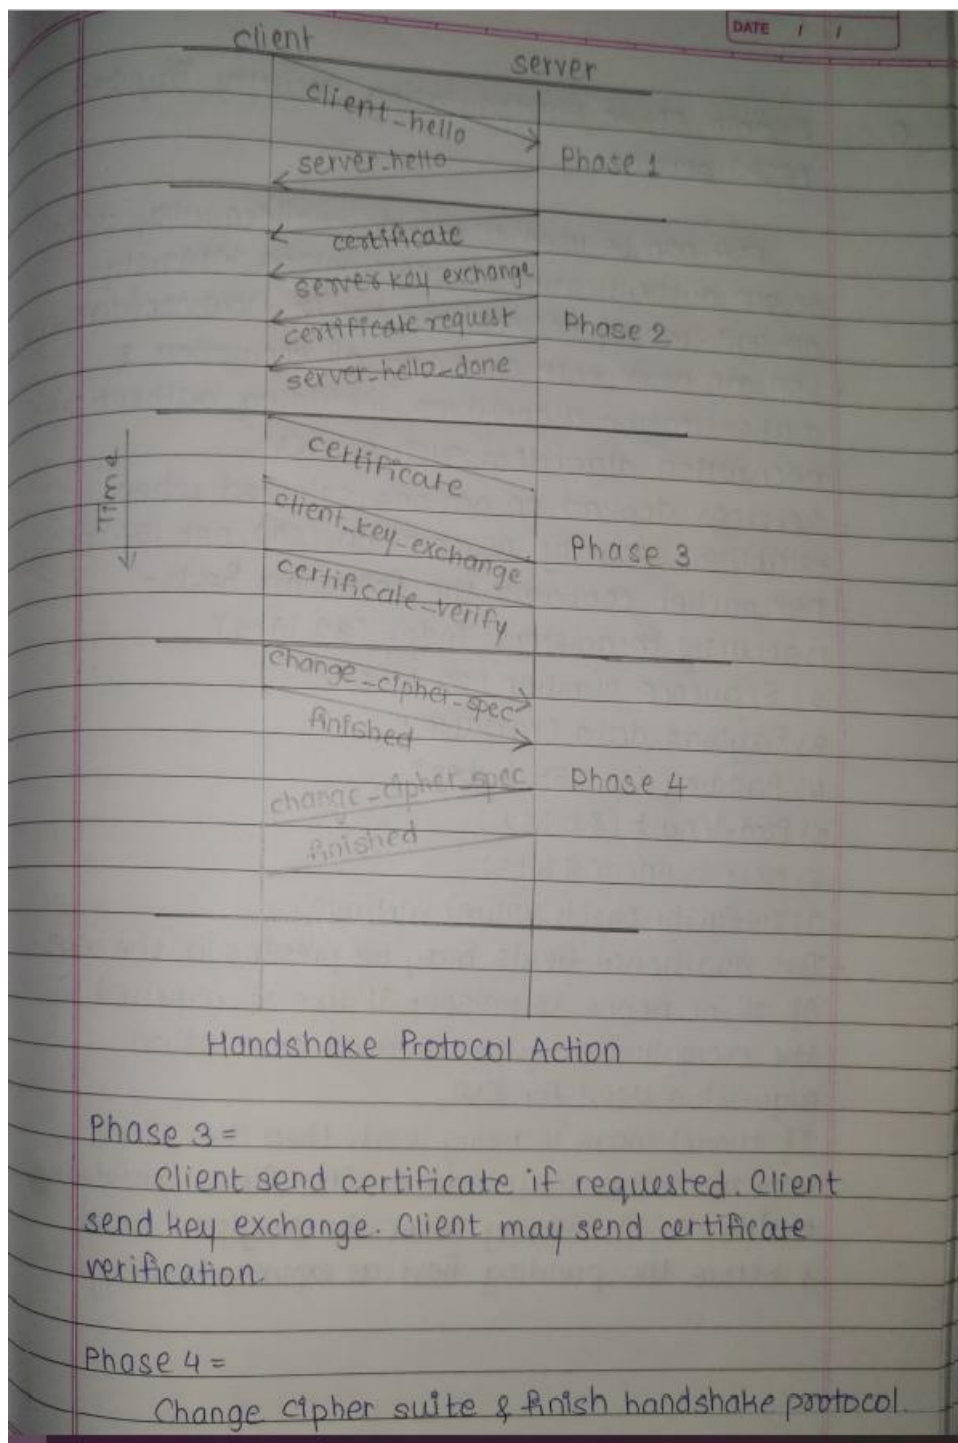 DATE / /
client
server
client_hello
server_hello
Phase 1
certificate
server key exchange
certificate request
Phase 2
server_hello_done
Time
certificate
client_key_exchange
Phase 3
certificate_verify
change_cipher_spec
finished
Phase 4
change_cipher_spec
finished
Handshake Protocol Action
Phase 3 =
Client send certificate if requested. Client
send key exchange. Client may send certificate
verification.
Phase 4 =
Change cipher suite & finish handshake protocol.